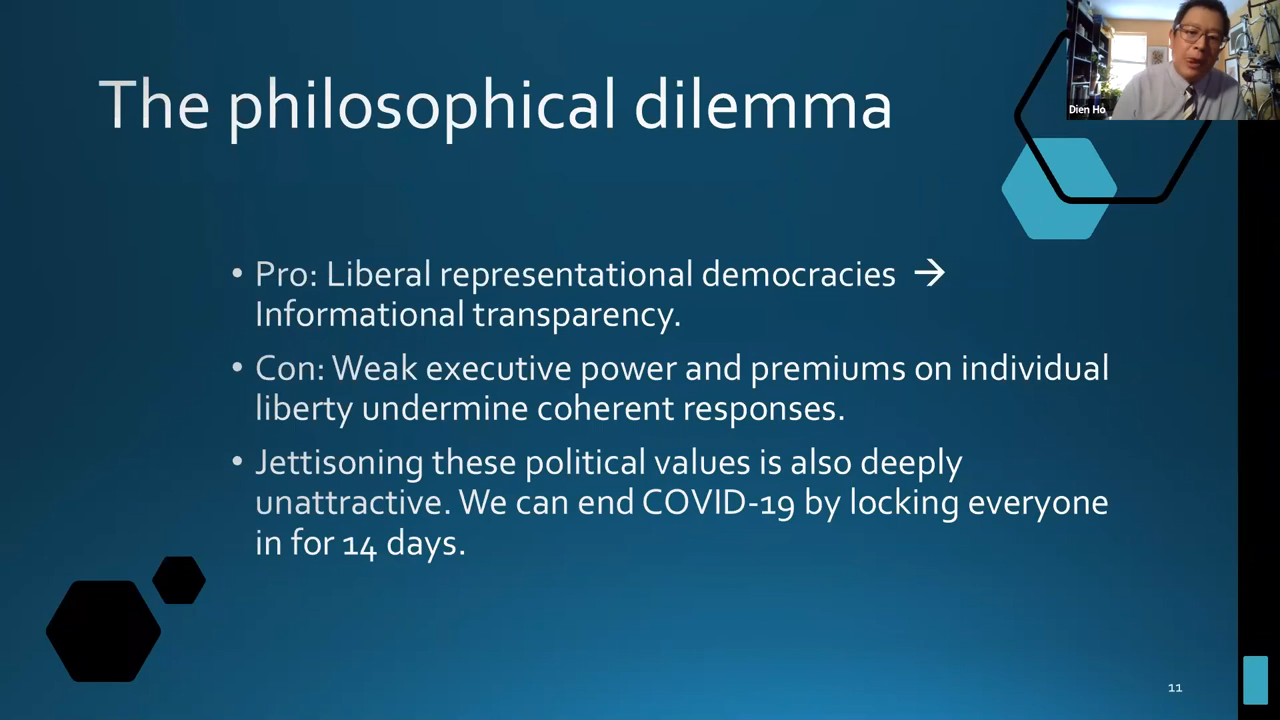 The philosophical dilemma
Dien Ho
• Pro: Liberal representational democracies →
Informational transparency.
• Con: Weak executive power and premiums on individual
liberty undermine coherent responses.
• Jettisoning these political values is also deeply
unattractive. We can end COVID-19 by locking everyone
in for 14 days.
11